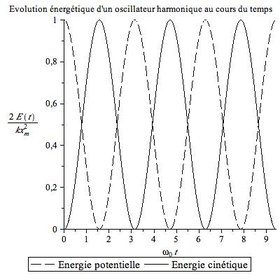 Evolution énergétique d'un oscillateur harmonique au cours du temps
1
0,8
0,6
2 E(t)
kx²ₘ
0,4
0,2
0
0 1 2 3 4 5 6 7 8 9
ω₀ t
Energie potentielle Energie cinétique